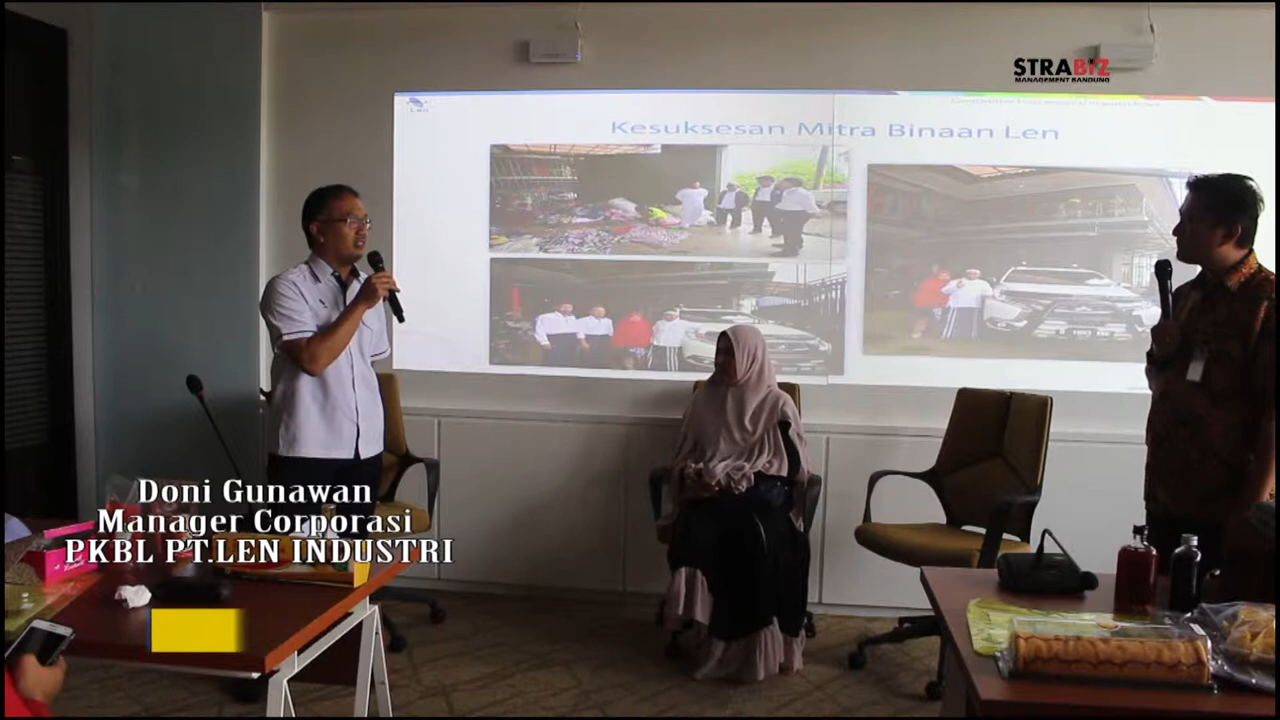 STRABIZ
MANAGEMENT BANDUNG
Kesuksesan Mitra Binaan Len
Doni Gunawan
Manager Corporasi
PKBL PT.LEN INDUSTRI